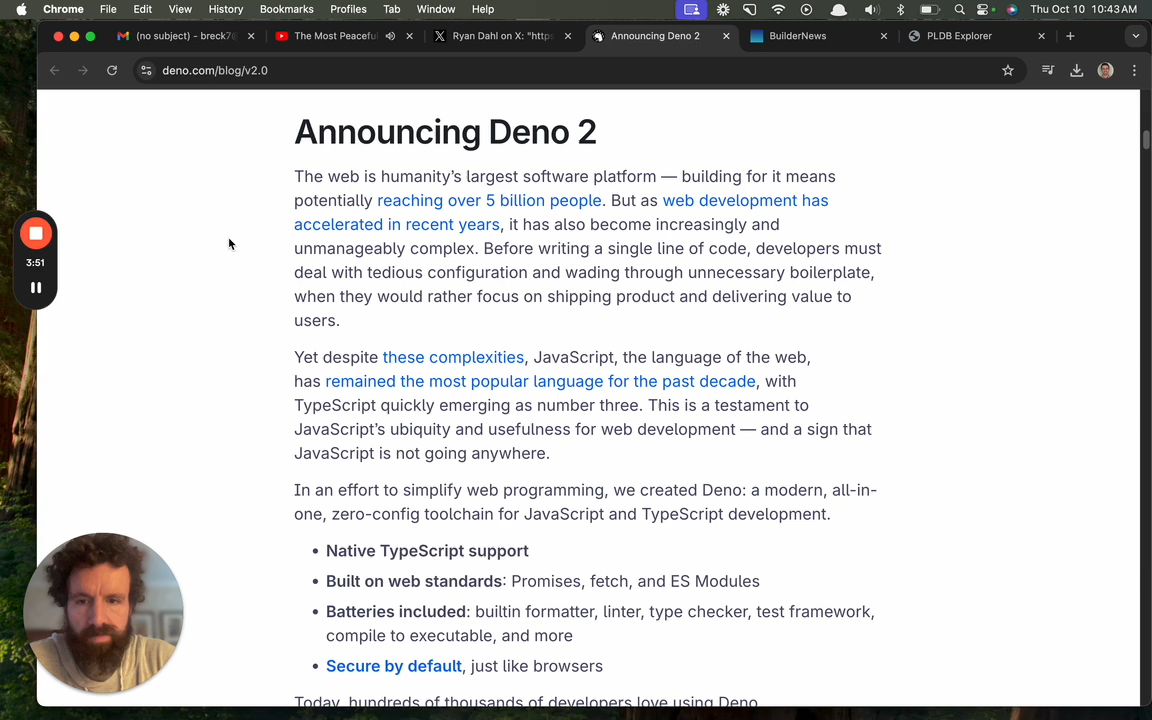 Chrome File Edit View History Bookmarks Profiles Tab Window Help Thu Oct 10 10:43 AM
(no subject) - breck7@ The Most Peaceful Ryan Dahl on X: "https Announcing Deno 2 BuilderNews PLDB Explorer
deno.com/blog/v2.0
Announcing Deno 2
The web is humanity's largest software platform — building for it means
potentially reaching over 5 billion people. But as web development has
accelerated in recent years, it has also become increasingly and
unmanageably complex. Before writing a single line of code, developers must
deal with tedious configuration and wading through unnecessary boilerplate,
when they would rather focus on shipping product and delivering value to
users.
3:51
Yet despite these complexities, JavaScript, the language of the web,
has remained the most popular language for the past decade, with
TypeScript quickly emerging as number three. This is a testament to
JavaScript's ubiquity and usefulness for web development — and a sign that
JavaScript is not going anywhere.
In an effort to simplify web programming, we created Deno: a modern, all-in-
one, zero-config toolchain for JavaScript and TypeScript development.
• Native TypeScript support
• Built on web standards: Promises, fetch, and ES Modules
• Batteries included: builtin formatter, linter, type checker, test framework,
compile to executable, and more
• Secure by default, just like browsers
Today, hundreds of thousands of developers love using Deno